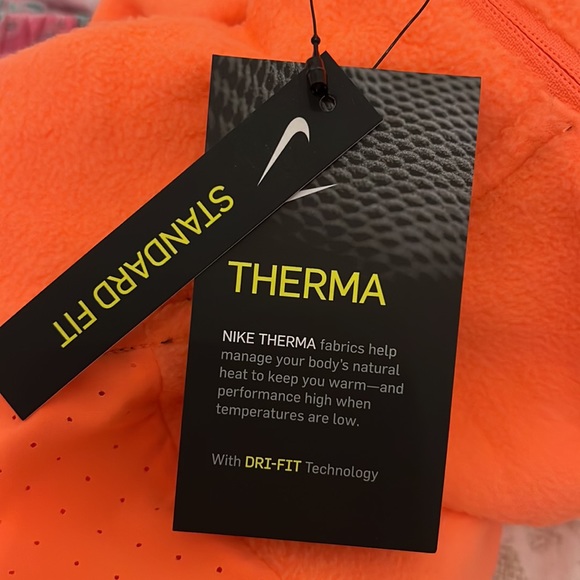 STANDARD FIT
THERMA
NIKE THERMA fabrics help
manage your body's natural
heat to keep you warm—and
performance high when
temperatures are low.
With DRI-FIT Technology